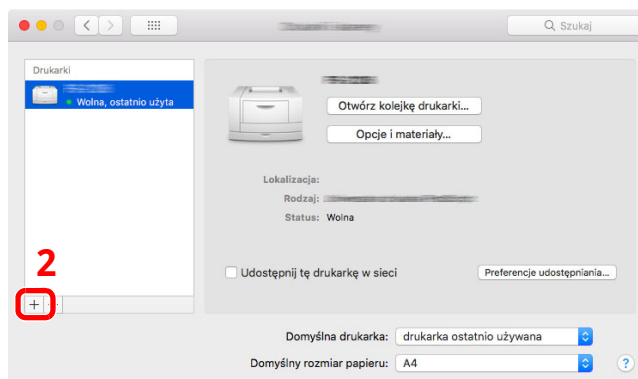 Szukaj
Drukarki
Wolna, ostatnio użyta
Otwórz kolejkę drukarki...
Opcje i materiały...
Lokalizacja:
Rodzaj:
Status: Wolna
2
Udostępnij tę drukarkę w sieci
Preferencje udostępniania...
+
Domyślna drukarka: drukarka ostatnio używana
Domyślny rozmiar papieru: A4
?